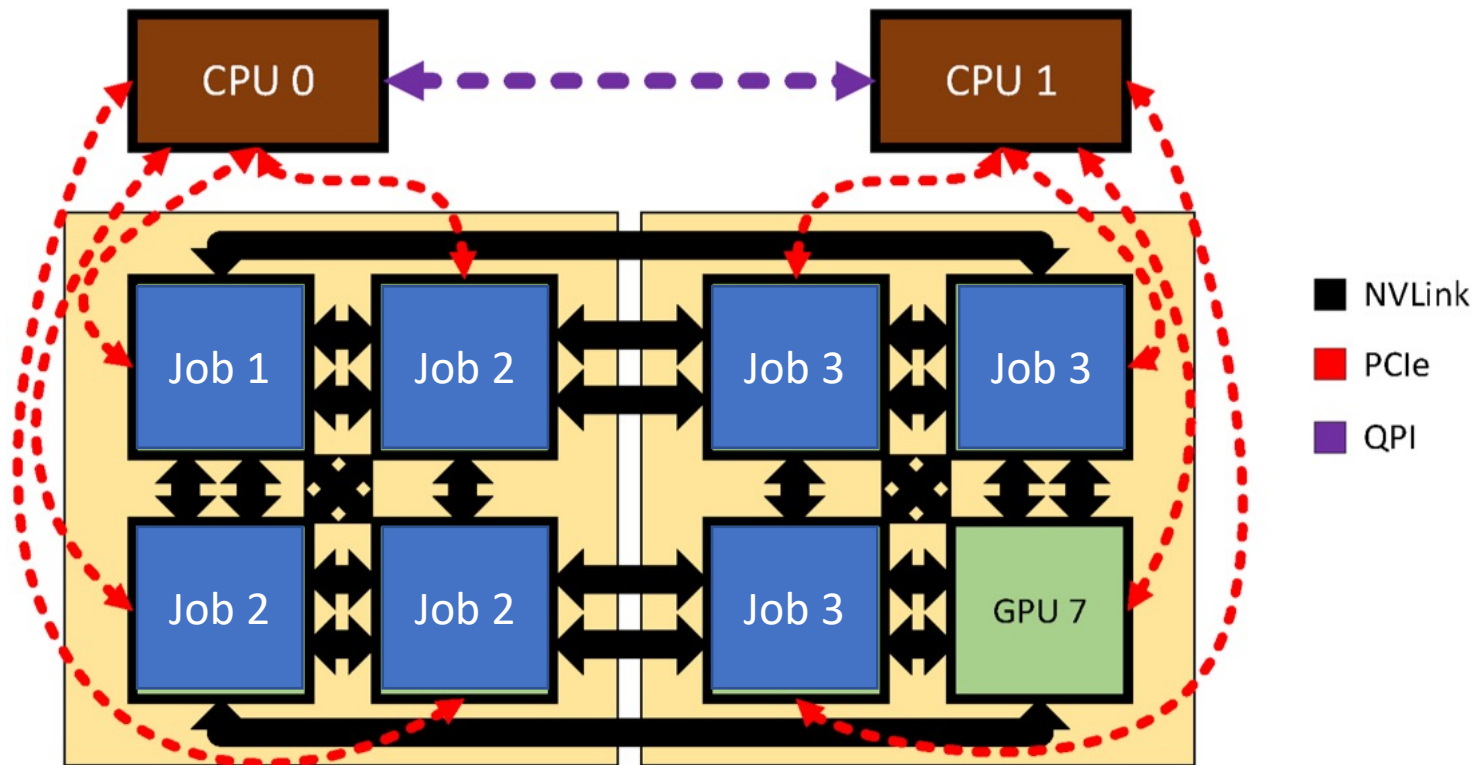 CPU 0
CPU 1
Job 1
Job 2
Job 3
Job 3
Job 2
Job 2
Job 3
GPU 7
NVLink
PCIe
QPI